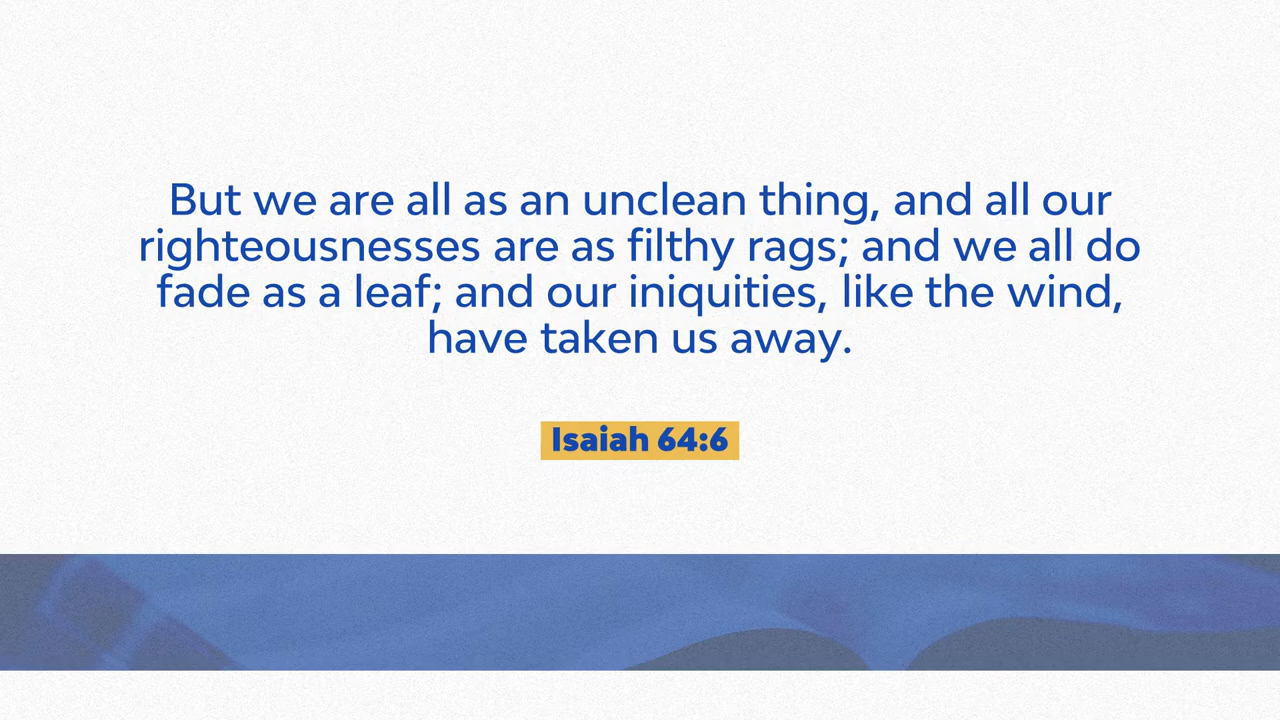 But we are all as an unclean thing, and all our
righteousnesses are as filthy rags; and we all do
fade as a leaf; and our iniquities, like the wind,
have taken us away.
Isaiah 64:6